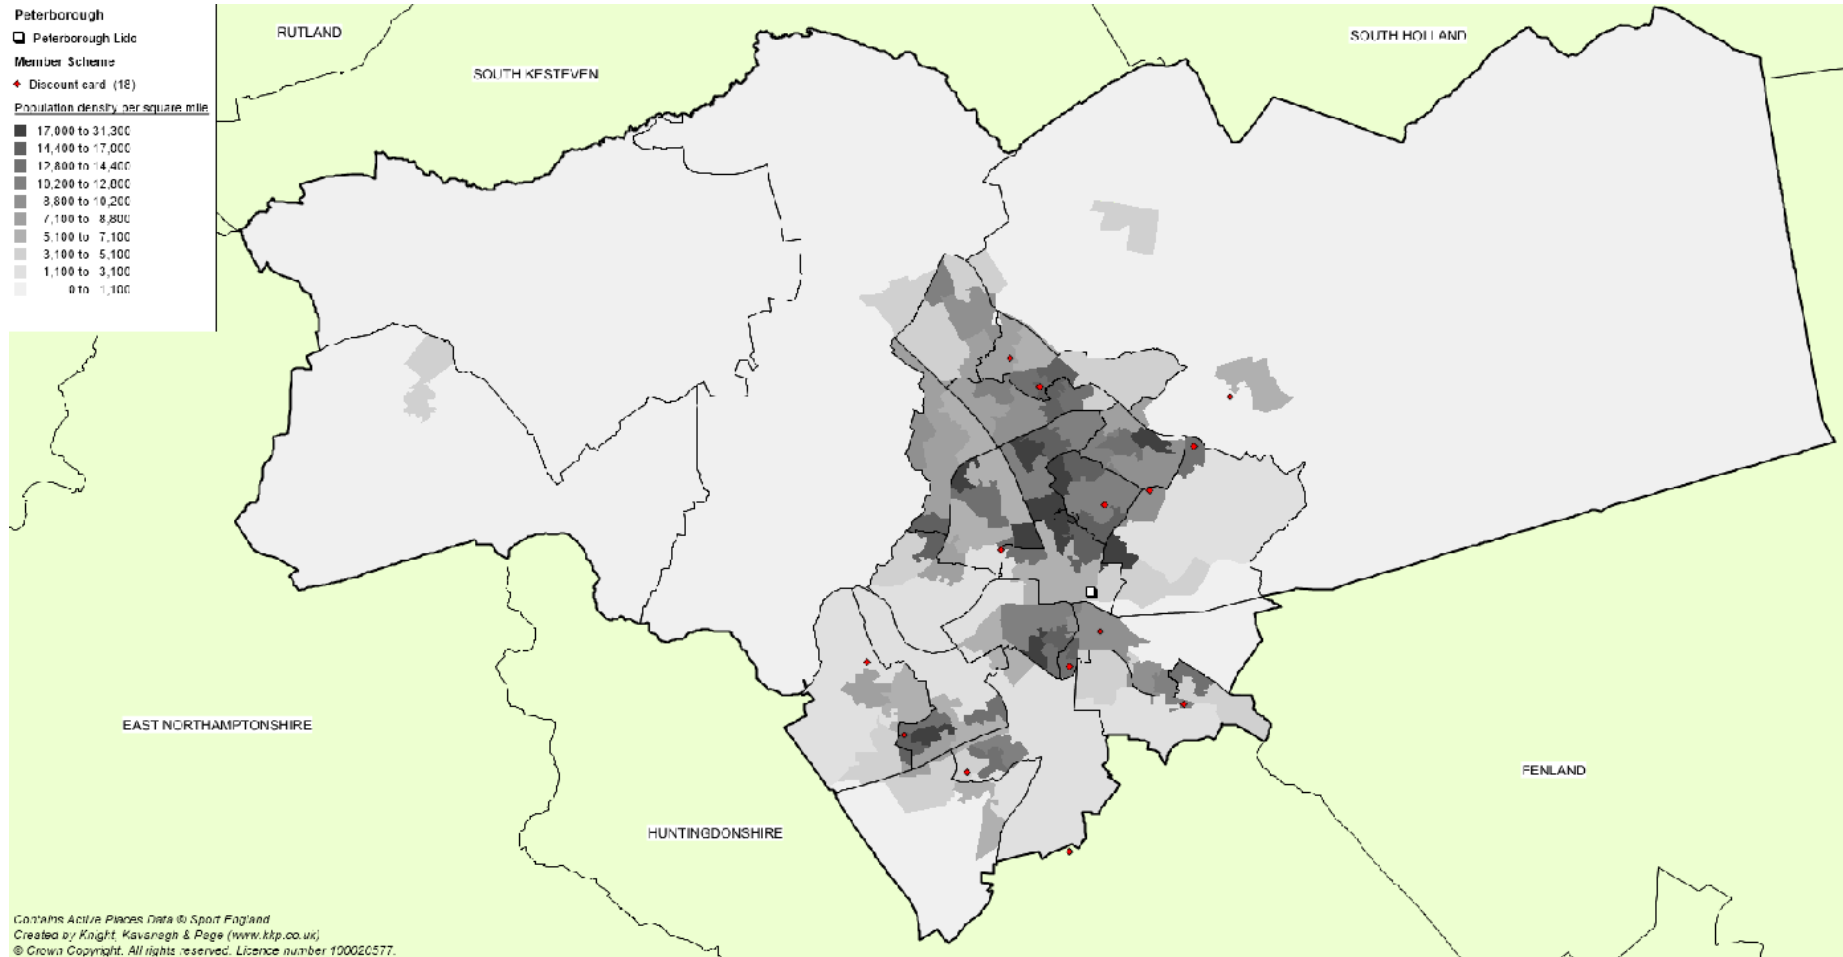 Peterborough
Peterborough Lido
Member Scheme
Discount card (18)
Population density per square mile
17,000 to 31,300
14,400 to 17,000
12,800 to 14,400
10,200 to 12,800
8,800 to 10,200
7,100 to 8,800
5,100 to 7,100
3,100 to 5,100
1,100 to 3,100
0 to 1,100
RUTLAND
SOUTH KESTEVEN
SOUTH HOLLAND
EAST NORTHAMPTONSHIRE
HUNTINGDONSHIRE
FENLAND
Contains Active Places Data © Sport England
Created by Knight, Kavanagh & Page (www.kkp.co.uk)
© Crown Copyright. All rights reserved. Licence number 100020577.